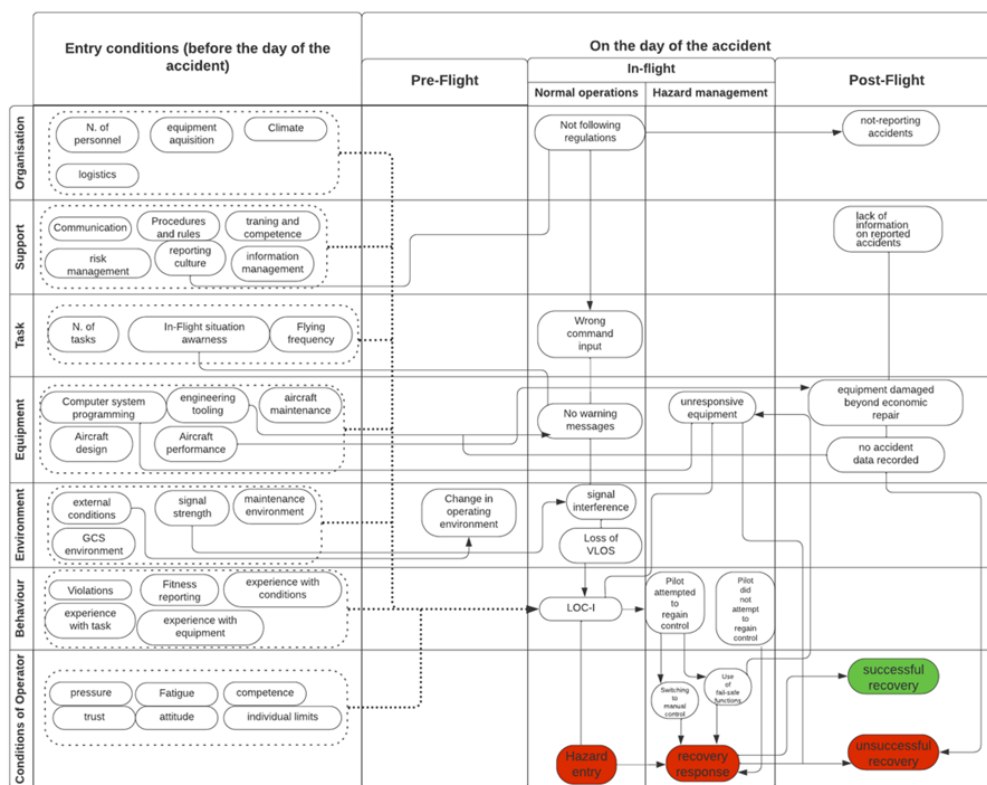 Entry conditions (before the day of the
accident)
On the day of the accident
Pre-Flight
In-flight
Post-Flight
Normal operations
Hazard management
Organisation
N. of
personnel
equipment
aquisition
Climate
logistics
Not following
regulations
not-reporting
accidents
Support
Communication
Procedures
and rules
traning and
competence
risk
management
reporting
culture
information
management
lack of
information
on reported
accidents
Task
N. of
tasks
In-Flight situation
awarness
Flying
frequency
Wrong
command
input
Equipment
Computer system
programming
engineering
tooling
aircraft
maintenance
Aircraft
design
Aircraft
performance
No warning
messages
unresponsive
equipment
equipment damaged
beyond economic
repair
no accident
data recorded
Environment
external
conditions
signal
strength
maintenance
environment
GCS
environment
Change in
operating
environment
signal
interference
Loss of
VLOS
Behaviour
Violations
Fitness
reporting
experience with
conditions
experience
with task
experience with
equipment
LOC-I
Pilot
attempted
to
regain
control
Pilot
did
not
attempt
to
regain
control
Conditions of Operator
pressure
Fatigue
competence
trust
attitude
individual limits
Switching
to
manual
control
Use
of
fail-safe
functions
successful
recovery
Hazard
entry
recovery
response
unsuccessful
recovery